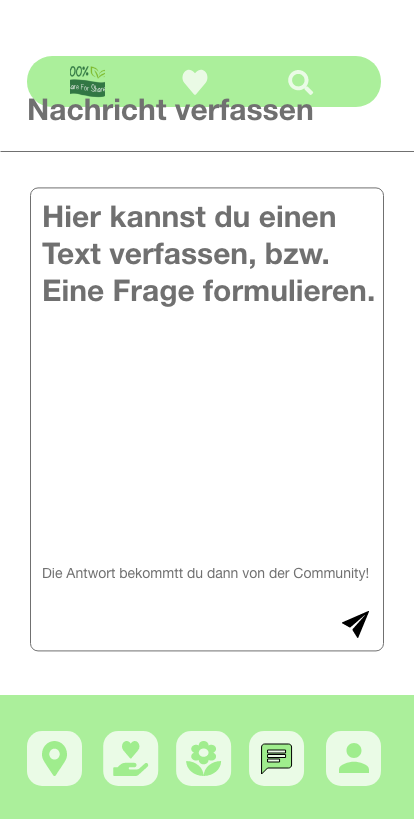 00%
are For Share
Nachricht verfassen
Hier kannst du einen
Text verfassen, bzw.
Eine Frage formulieren.
Die Antwort bekommtt du dann von der Community!